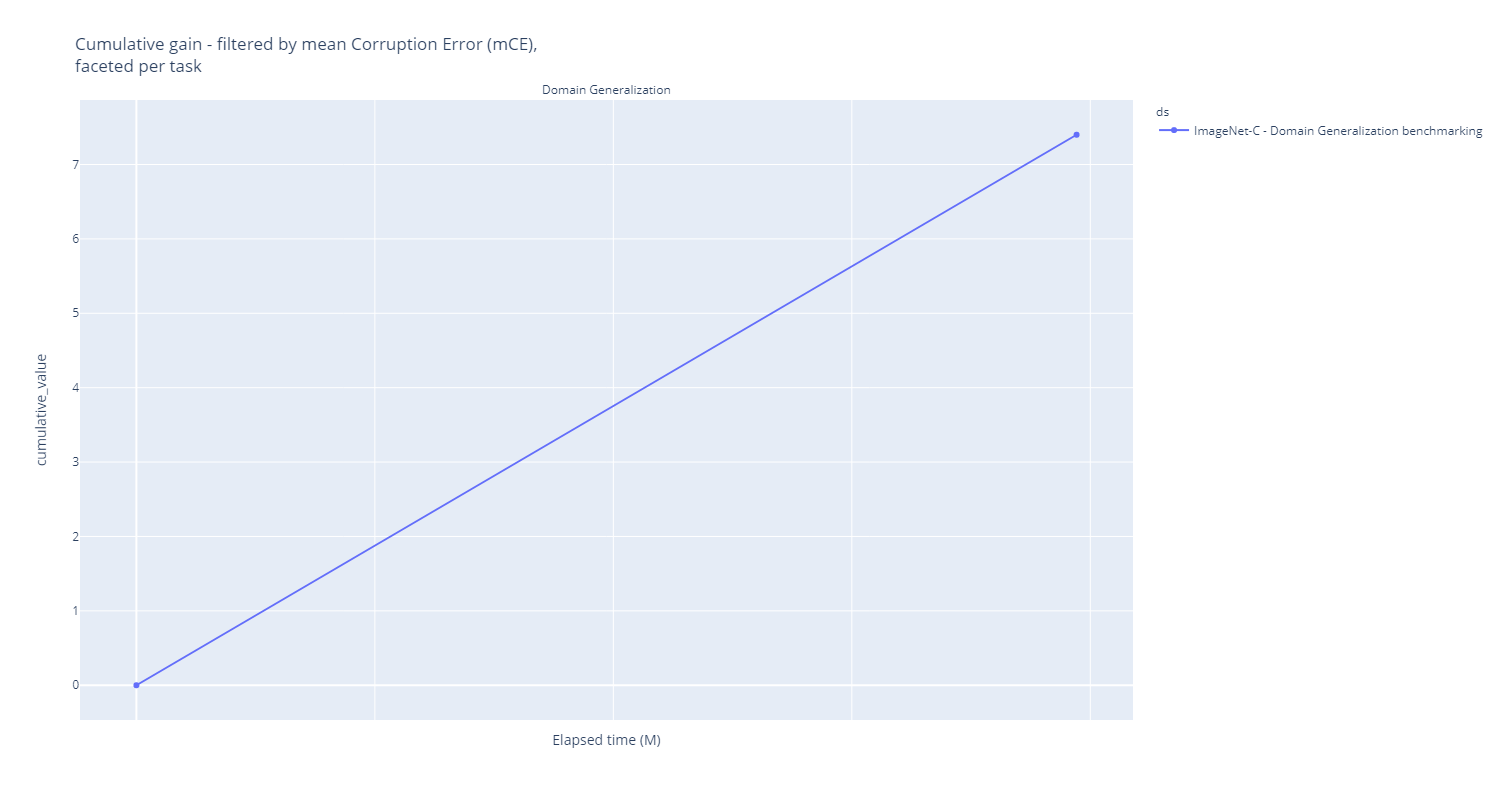 Cumulative gain - filtered by mean Corruption Error (mCE),
faceted per task
Domain Generalization
ds
ImageNet-C - Domain Generalization benchmarking
7
6
5
4
3
2
1
0
cumulative_value
Elapsed time (M)